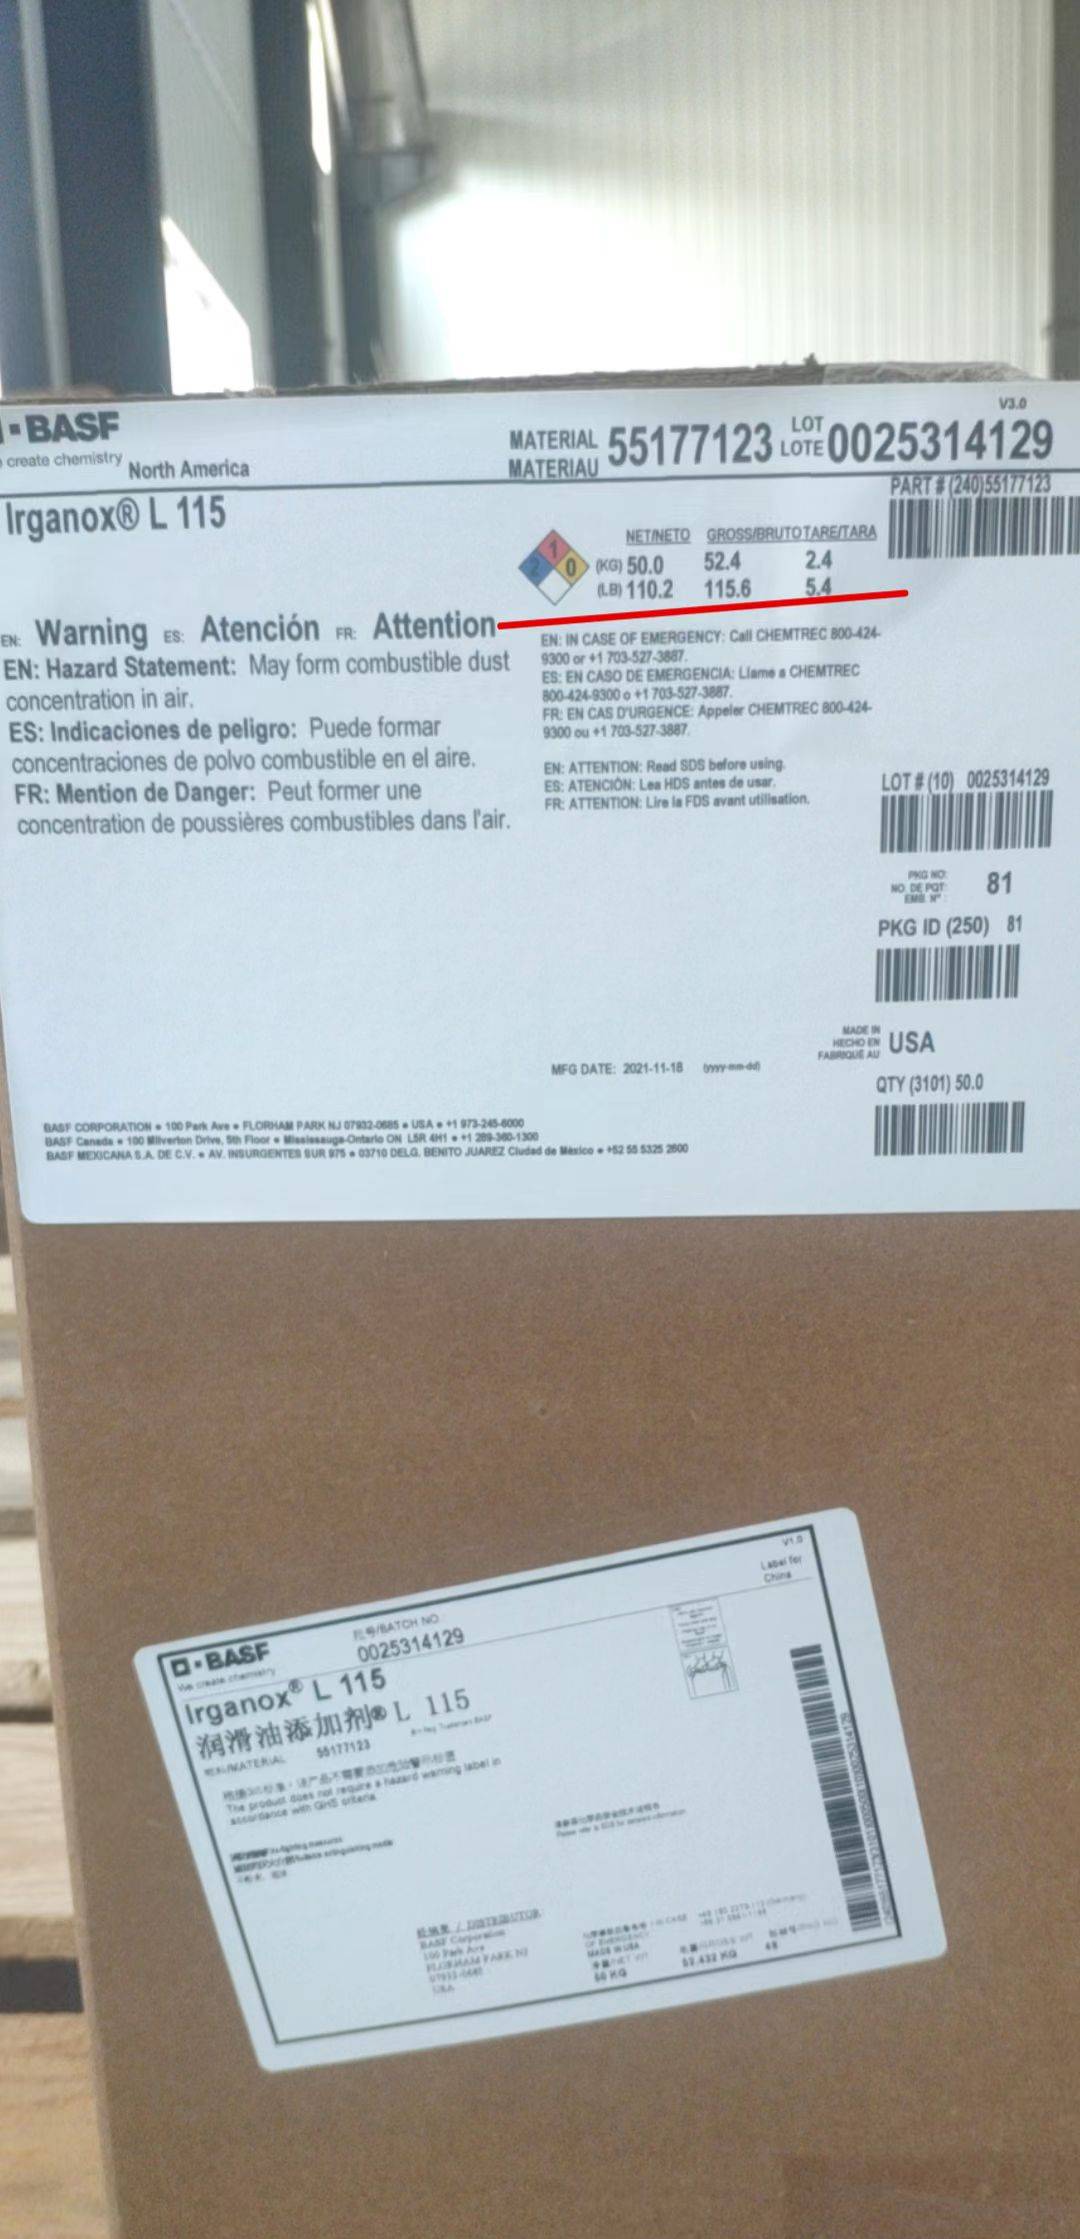 BASF
create chemistry
North America
MATERIAL 55177123 LOT 0025314129
MATERIAU LOTE
V3.0
PART # (240)55177123
Irganox® L 115
2 1 0
NET/NETO GROSS/BRUTO TARE/TARA
(KG) 50.0 52.4 2.4
(LB) 110.2 115.6 5.4
EN: Warning ES: Atención FR: Attention
EN: Hazard Statement: May form combustible dust
concentration in air.
ES: Indicaciones de peligro: Puede formar
concentraciones de polvo combustible en el aire.
FR: Mention de Danger: Peut former une
concentration de poussières combustibles dans l'air.
EN: IN CASE OF EMERGENCY: Call CHEMTREC 800-424-
9300 or +1 703-527-3887.
ES: EN CASO DE EMERGENCIA: Llame a CHEMTREC
800-424-9300 o +1 703-527-3887.
FR: EN CAS D'URGENCE: Appeler CHEMTREC 800-424-
9300 ou +1 703-527-3887.
EN: ATTENTION: Read SDS before using.
ES: ATENCIÓN: Lea HDS antes de usar.
FR: ATTENTION: Lire la FDS avant utilisation.
LOT # (10) 0025314129
PKG NO:
NO. DE PQT:
EMB. N°:
81
PKG ID (250) 81
MADE IN
HECHO EN
FABRIQUÉ AU
USA
MFG DATE: 2021-11-18 (yyyy-mm-dd)
QTY (3101) 50.0
BASF CORPORATION • 100 Park Ave • FLORHAM PARK NJ 07932-0685 • USA • +1 973-245-6000
BASF Canada • 100 Milverton Drive, 5th Floor • Mississauga-Ontario ON L5R 4H1 • +1 289-360-1300
BASF MEXICANA S.A. DE C.V. • AV. INSURGENTES SUR 975 • 03710 DELG. BENITO JUAREZ Ciudad de México • +52 55 5325 2600
V1.0
Label for
China
BASF
We create chemistry
批号/BATCH NO
0025314129
Irganox® L 115
润滑油添加剂® L 115
/MATERIAL 55177123
The product does not require a hazard warning label in
accordance with GHS criteria.
经销商 / DISTRIBUTOR
BASF Corporation
100 Park Ave
FLORHAM PARK NJ
07932-0685
USA
MADE IN USA
50 KG
52.432 KG